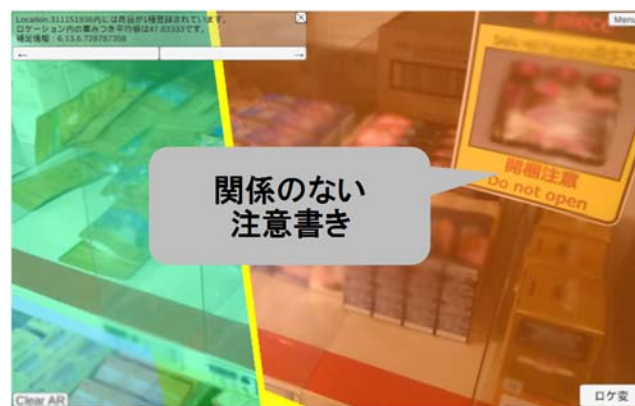 Location:311151936内には商品が1種登録されています。
ロケーション内の重みつき平均値は47.83333です。
補足情報：6.13.6.728787358
←
→
Menu
a piece
開梱注意
Do not open
関係のない
注意書き
Clear AR
ロケ変